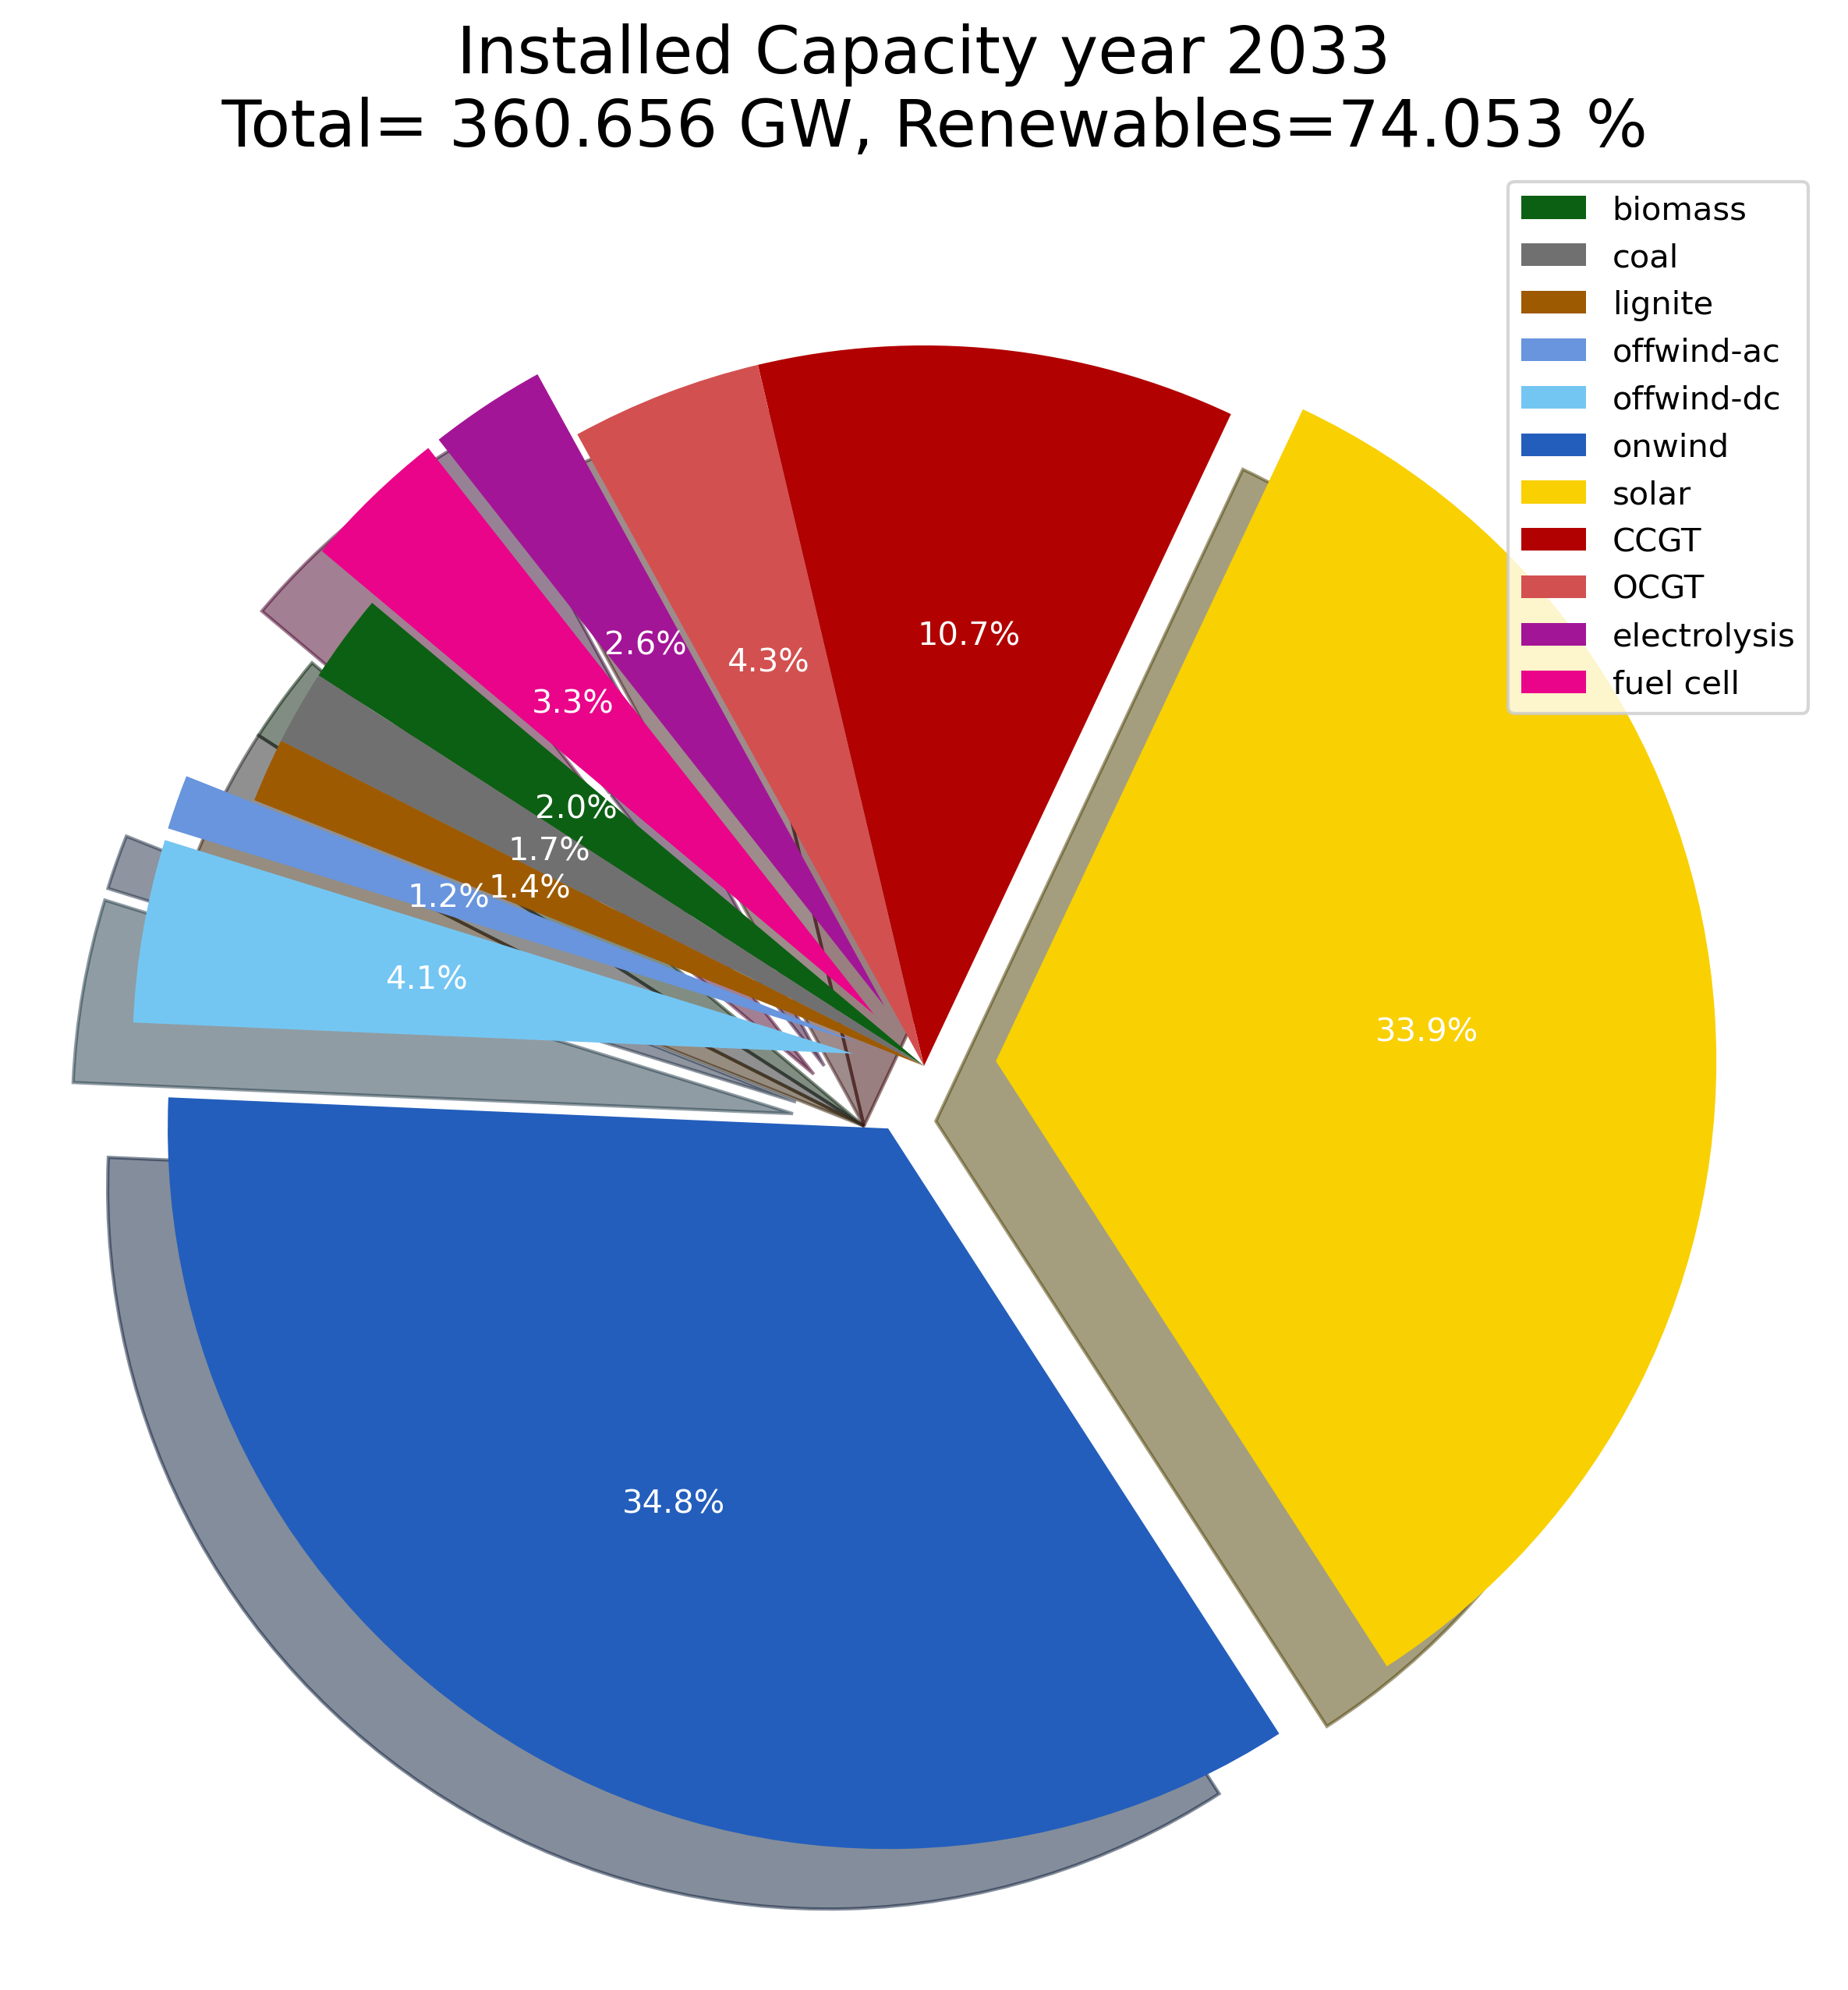 Installed Capacity year 2033
Total= 360.656 GW, Renewables=74.053 %
biomass
coal
lignite
offwind-ac
offwind-dc
onwind
solar
CCGT
OCGT
electrolysis
fuel cell
10.7%
2.6%
4.3%
3.3%
2.0%
1.7%
1.4%
1.2%
4.1%
33.9%
34.8%